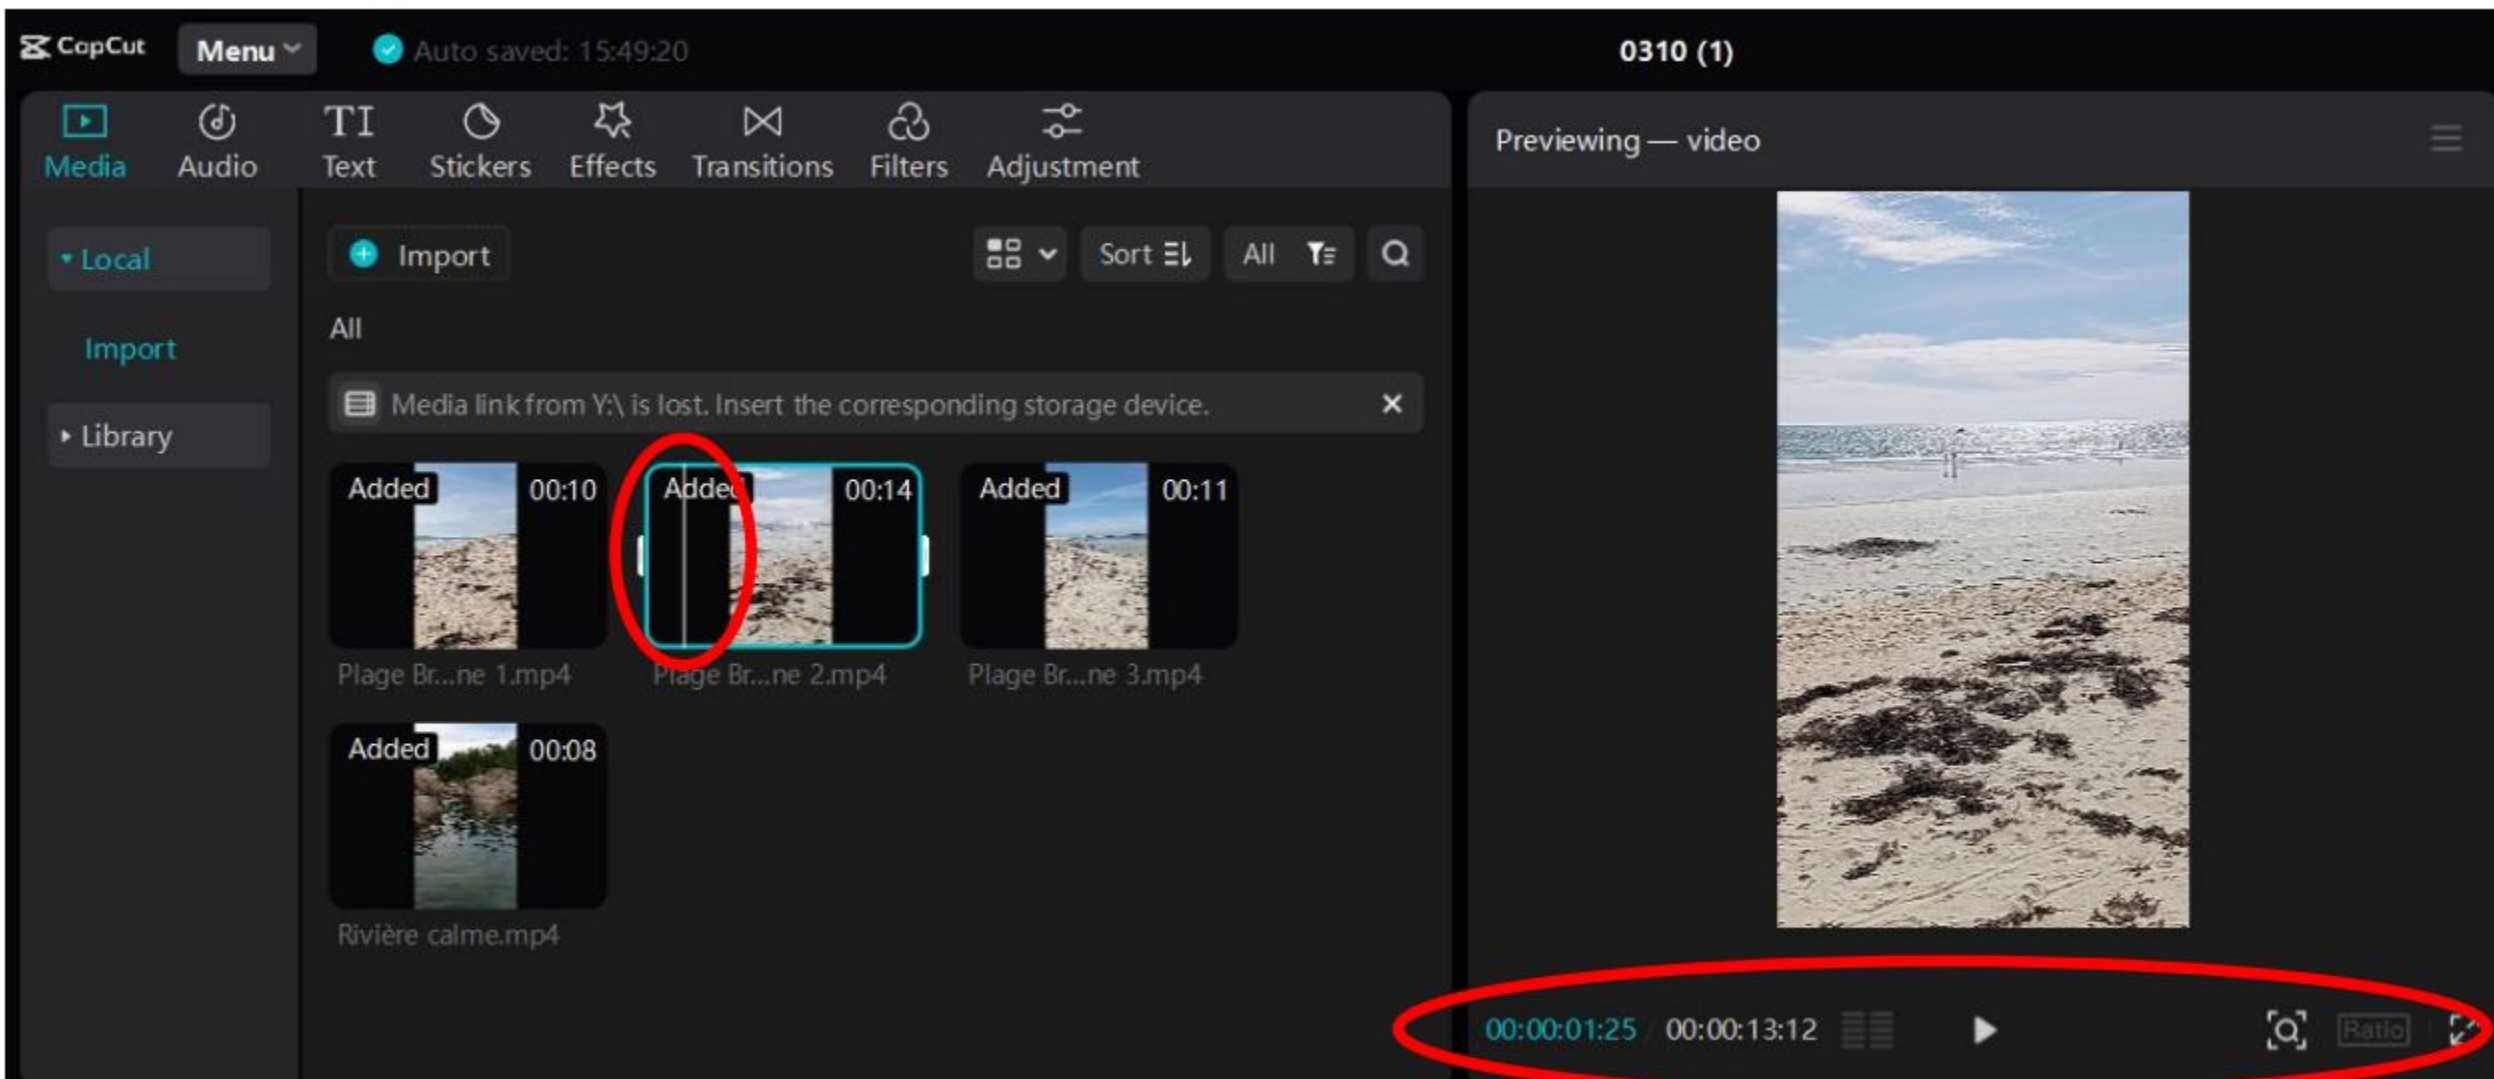 CapCut Menu Auto saved: 15:49:20 0310 (1)
Media Audio Text Stickers Effects Transitions Filters Adjustment
Previewing — video
Local
Import
Library
Import Sort All
All
Media link from Y:\ is lost. Insert the corresponding storage device.
Added 00:10 Added 00:14 Added 00:11
Plage Br...ne 1.mp4 Plage Br...ne 2.mp4 Plage Br...ne 3.mp4
Added 00:08
Rivière calme.mp4
00:00:01:25 00:00:13:12 Ratio